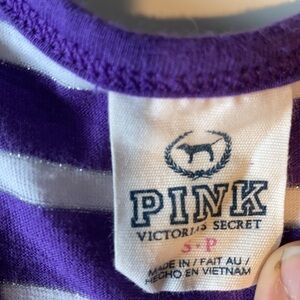 PINK
VICTORIA'S SECRET
S • P
MADE IN / FAIT AU /
HECHO EN VIETNAM